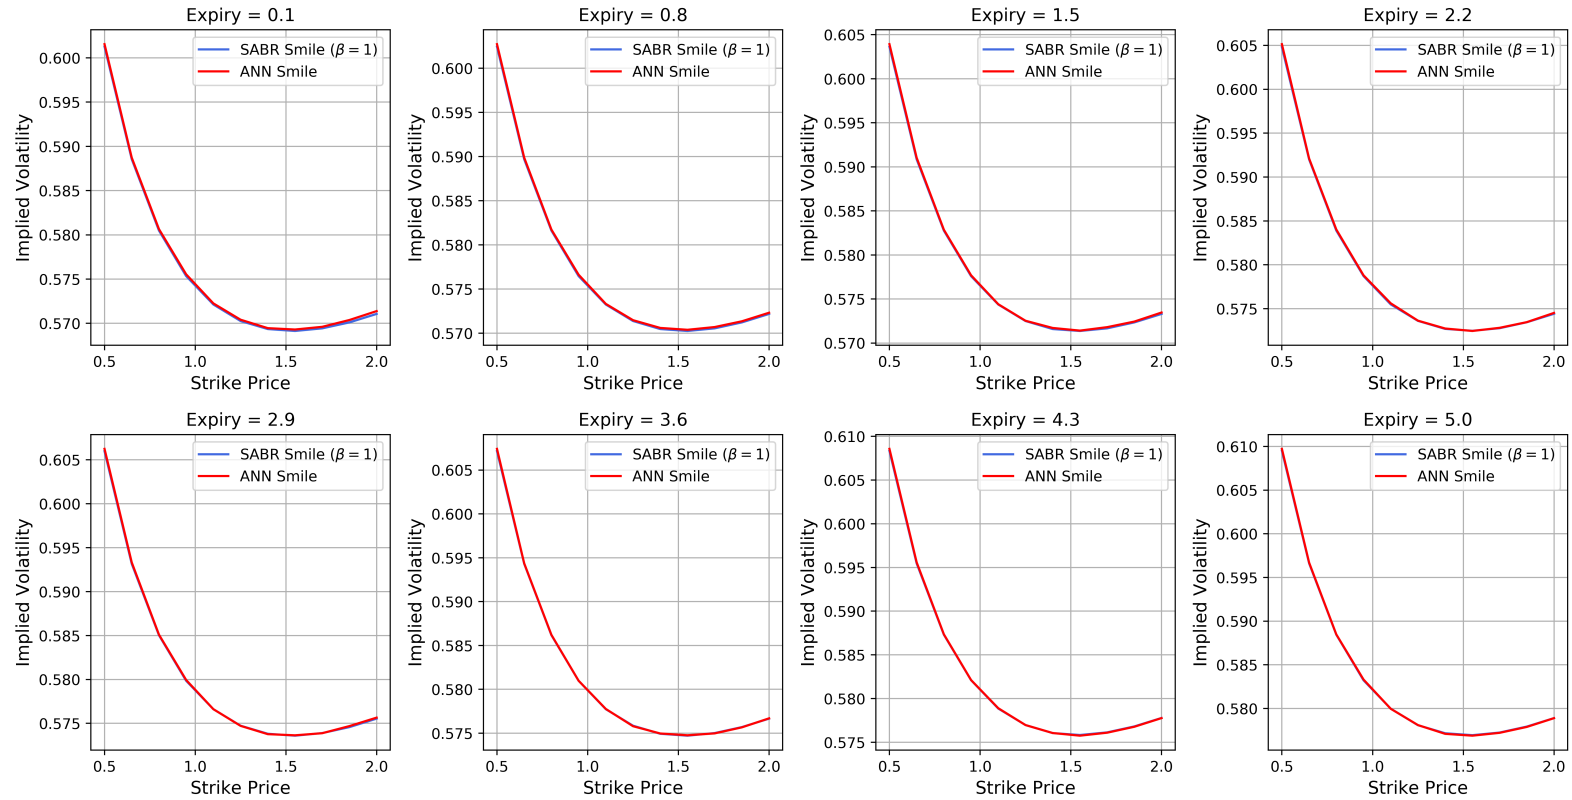 Expiry = 0.1
SABR Smile (β = 1)
ANN Smile
Implied Volatility
0.600
0.595
0.590
0.585
0.580
0.575
0.570
0.5 1.0 1.5 2.0
Strike Price
Expiry = 0.8
SABR Smile (β = 1)
ANN Smile
Implied Volatility
0.600
0.595
0.590
0.585
0.580
0.575
0.570
0.5 1.0 1.5 2.0
Strike Price
Expiry = 1.5
SABR Smile (β = 1)
ANN Smile
Implied Volatility
0.605
0.600
0.595
0.590
0.585
0.580
0.575
0.570
0.5 1.0 1.5 2.0
Strike Price
Expiry = 2.2
SABR Smile (β = 1)
ANN Smile
Implied Volatility
0.605
0.600
0.595
0.590
0.585
0.580
0.575
0.5 1.0 1.5 2.0
Strike Price
Expiry = 2.9
SABR Smile (β = 1)
ANN Smile
Implied Volatility
0.605
0.600
0.595
0.590
0.585
0.580
0.575
0.5 1.0 1.5 2.0
Strike Price
Expiry = 3.6
SABR Smile (β = 1)
ANN Smile
Implied Volatility
0.605
0.600
0.595
0.590
0.585
0.580
0.575
0.5 1.0 1.5 2.0
Strike Price
Expiry = 4.3
SABR Smile (β = 1)
ANN Smile
Implied Volatility
0.610
0.605
0.600
0.595
0.590
0.585
0.580
0.575
0.5 1.0 1.5 2.0
Strike Price
Expiry = 5.0
SABR Smile (β = 1)
ANN Smile
Implied Volatility
0.610
0.605
0.600
0.595
0.590
0.585
0.580
0.5 1.0 1.5 2.0
Strike Price